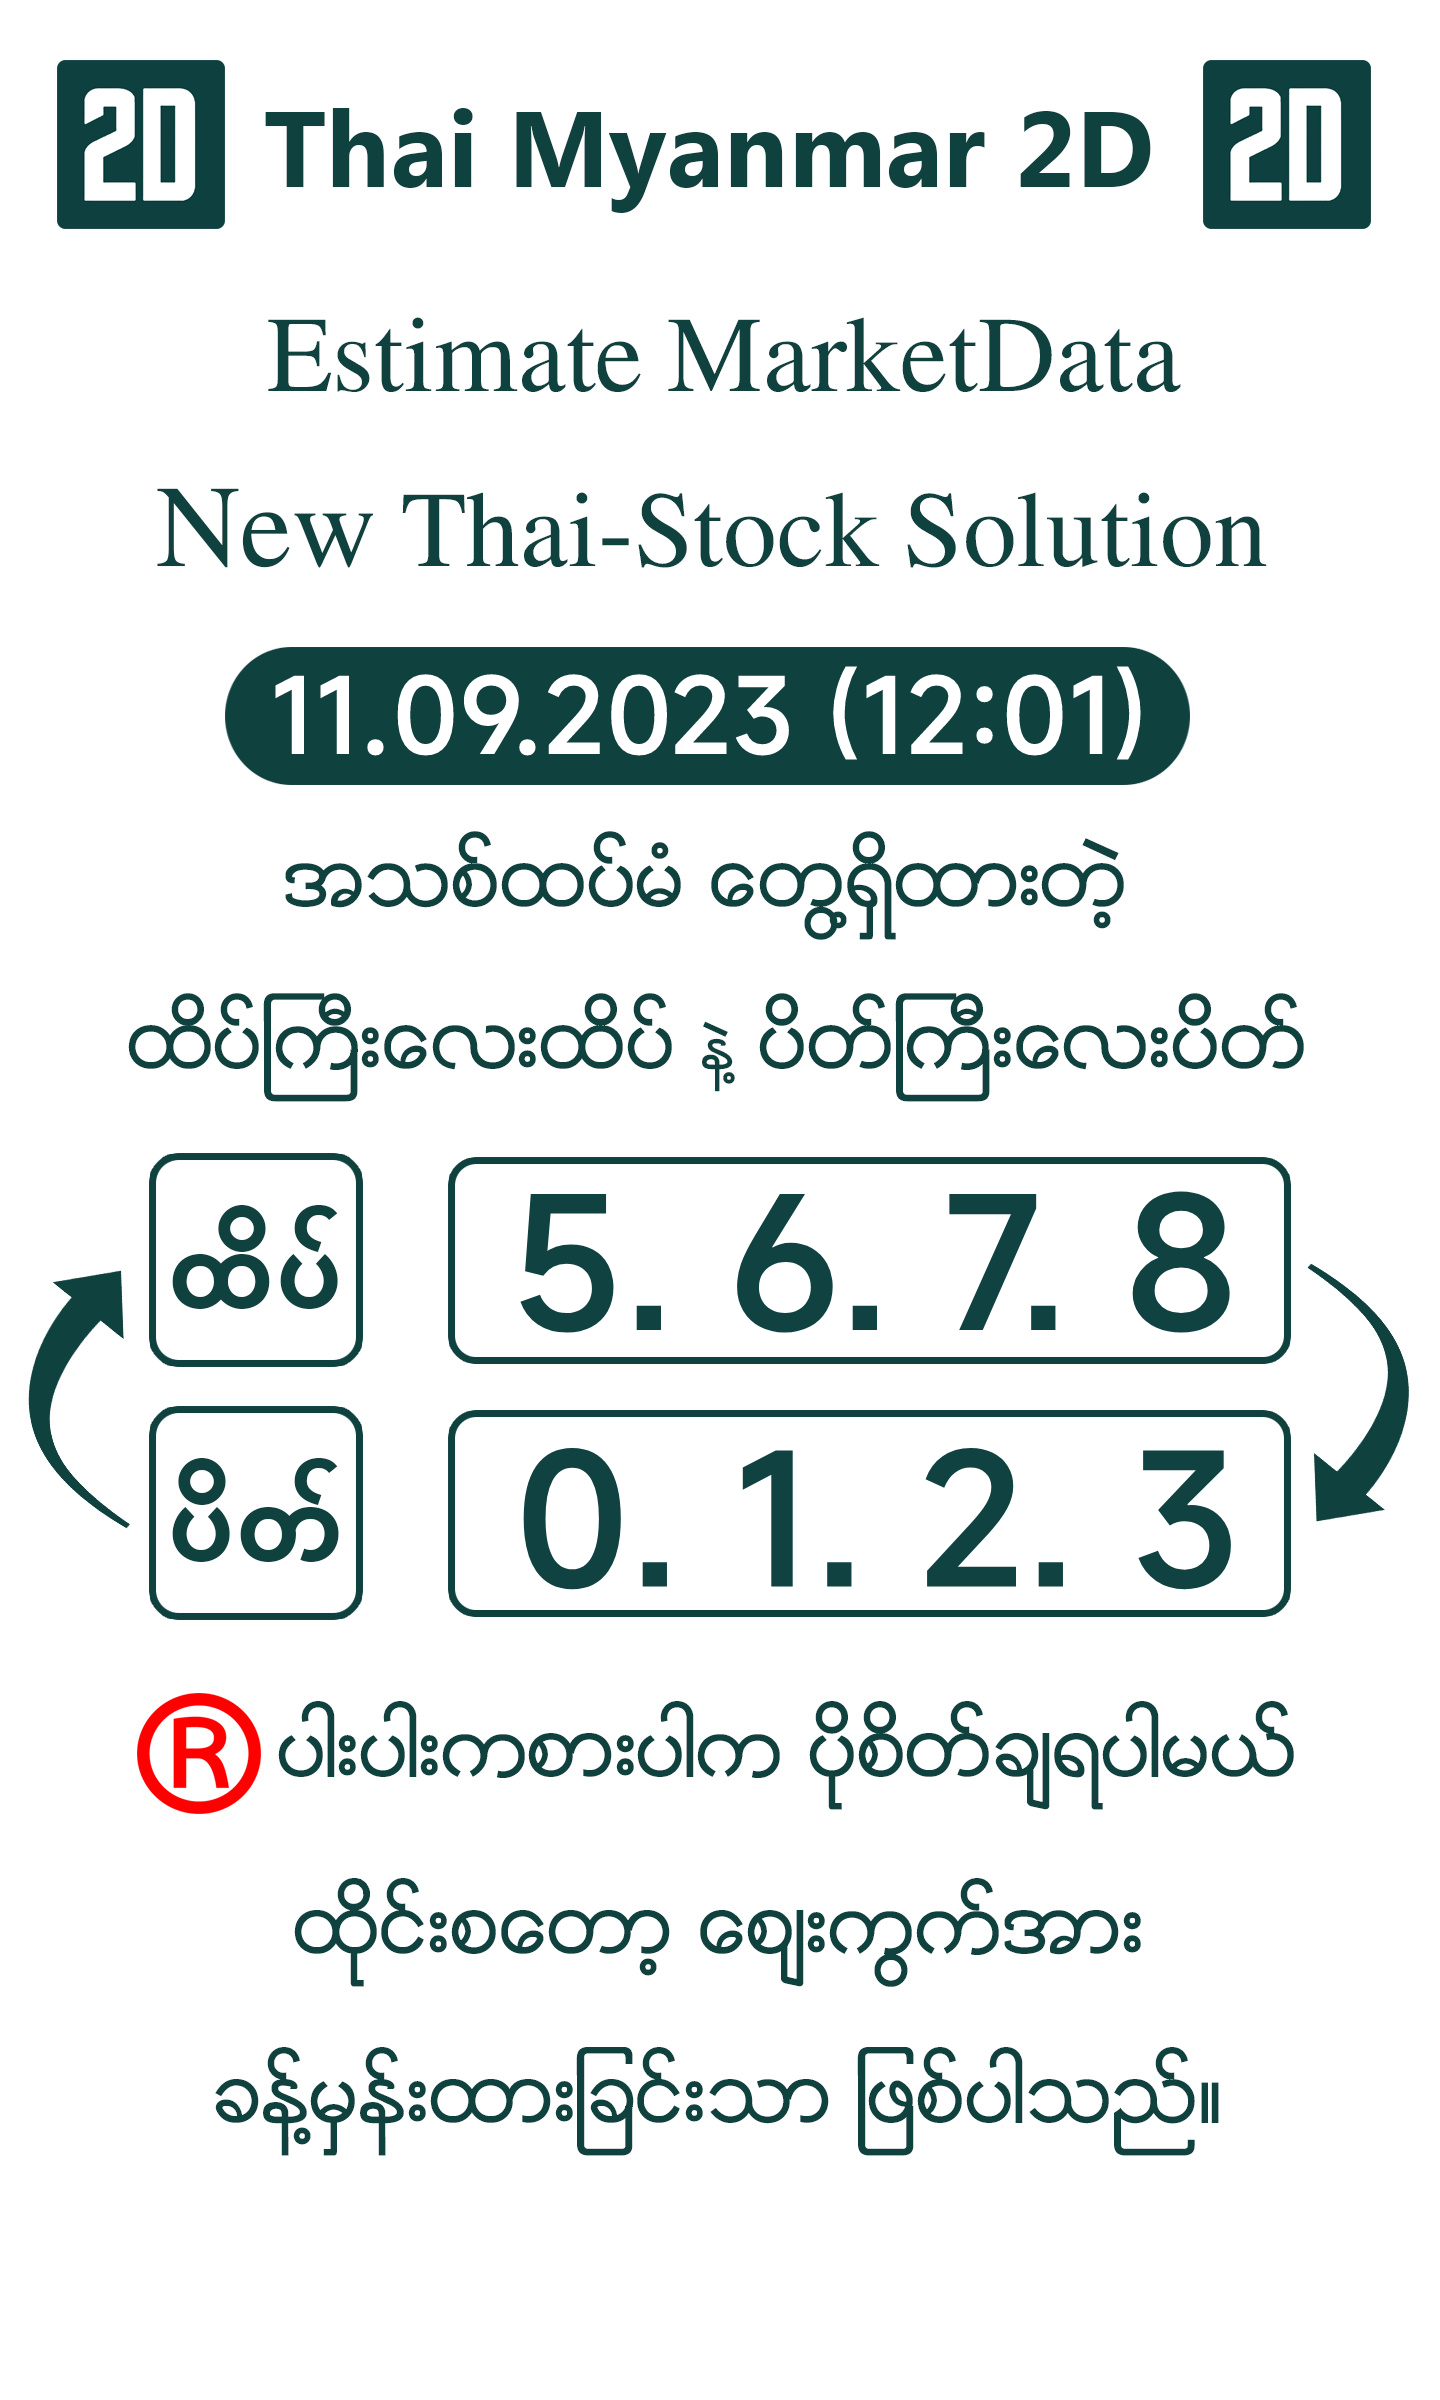 2D Thai Myanmar 2D 2D
Estimate MarketData
New Thai-Stock Solution
11.09.2023 (12:01)
အသစ်ထပ်မံ တွေ့ရှိထားတဲ့
ထိပ်ကြီးလေးထိပ် နဲ့ ပိတ်ကြီးလေးပိတ်
ထိပ် 5. 6. 7. 8
ပိတ် 0. 1. 2. 3
® ပါးပါးကစားပါက ပိုစိတ်ချရပါမယ်
ထိုင်းစတော့ ဈေးကွက်အား
ခန့်မှန်းထားခြင်းသာ ဖြစ်ပါသည်။